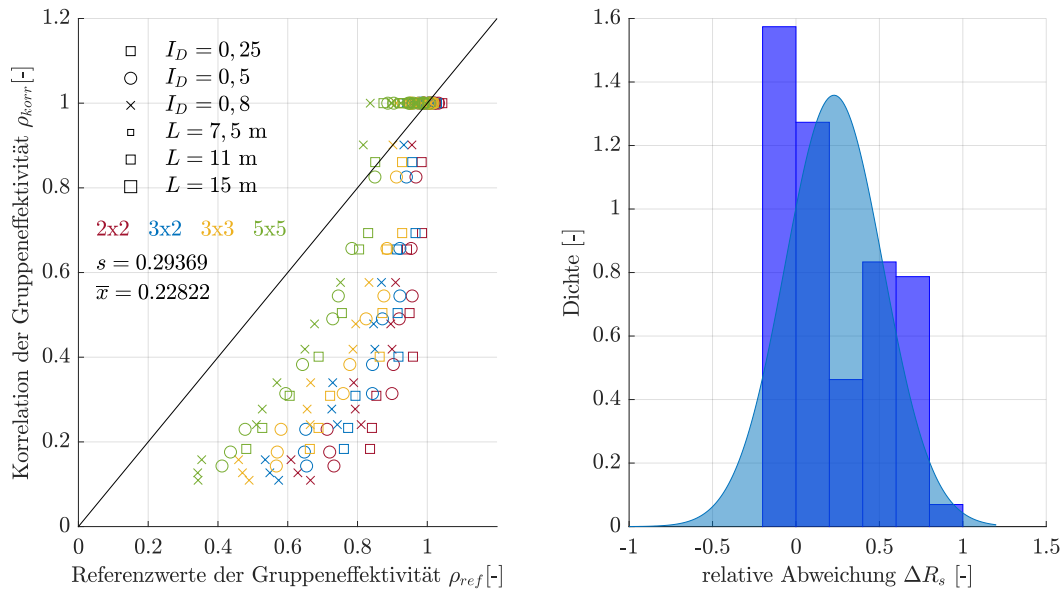 Korrelation der Gruppeneffektivität ρ_korr[-]
1.2
1
0.8
0.6
0.4
0.2
0
I_D = 0,25
I_D = 0,5
I_D = 0,8
L = 7,5 m
L = 11 m
L = 15 m
2x2 3x2 3x3 5x5
s = 0.29369
x̅ = 0.22822
0 0.2 0.4 0.6 0.8 1
Referenzwerte der Gruppeneffektivität ρ_ref[-]
Dichte [-]
1.6
1.4
1.2
1
0.8
0.6
0.4
0.2
0
-1 -0.5 0 0.5 1 1.5
relative Abweichung ΔR_s [-]